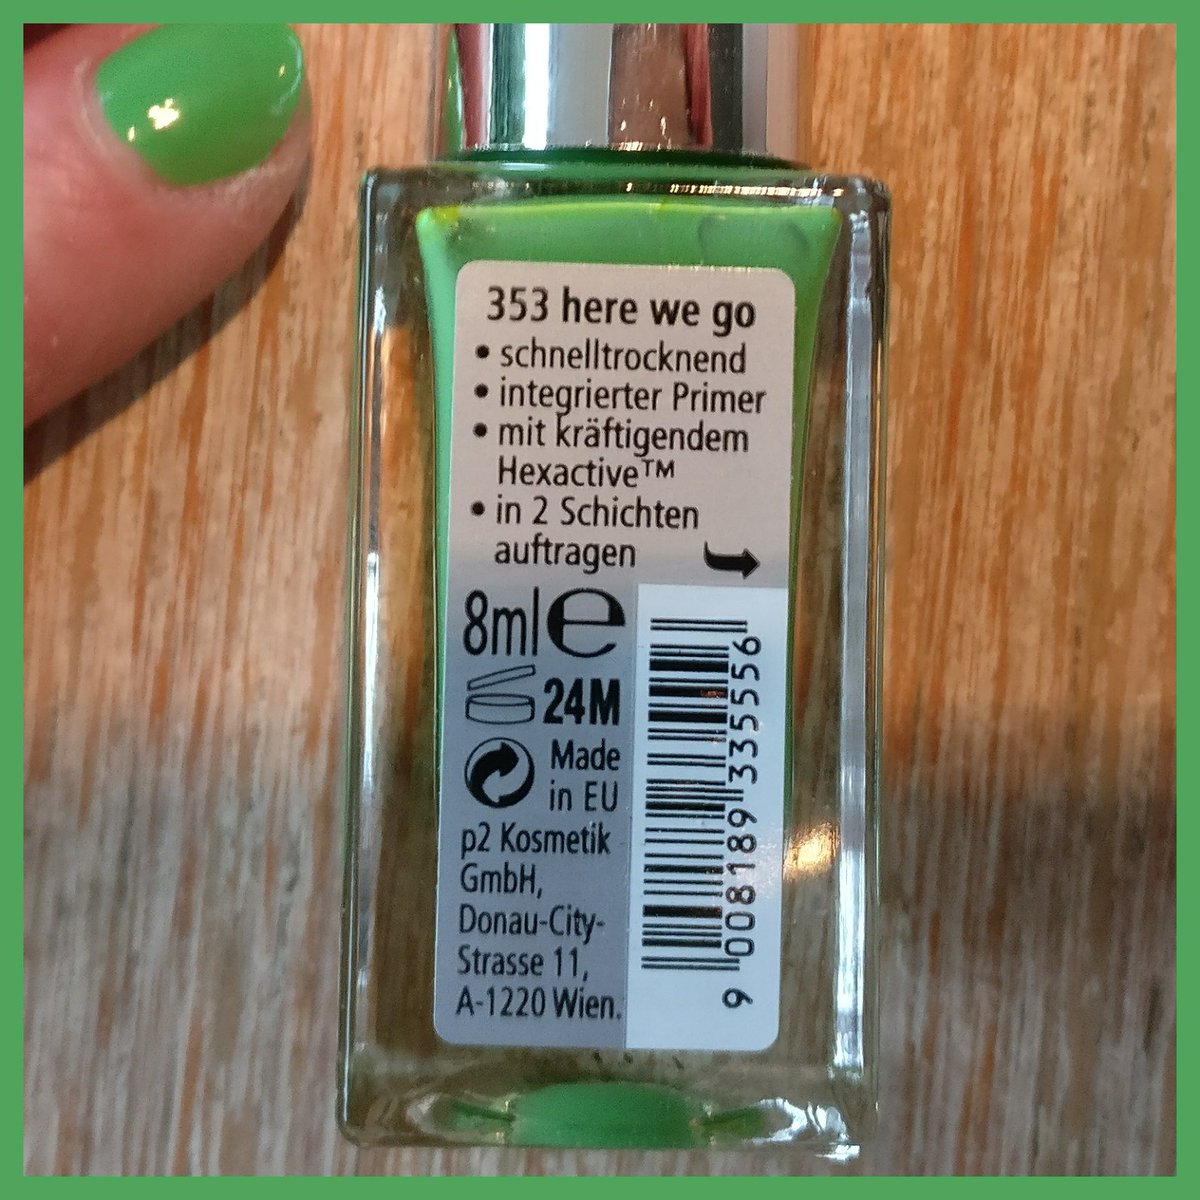 353 here we go
• schnelltrocknend
• integrierter Primer
• mit kräftigendem
Hexactive™
• in 2 Schichten
auftragen
8ml℮
24M
Made
in EU
p2 Kosmetik
GmbH,
Donau-City-
Strasse 11,
A-1220 Wien.
9 008189 335556